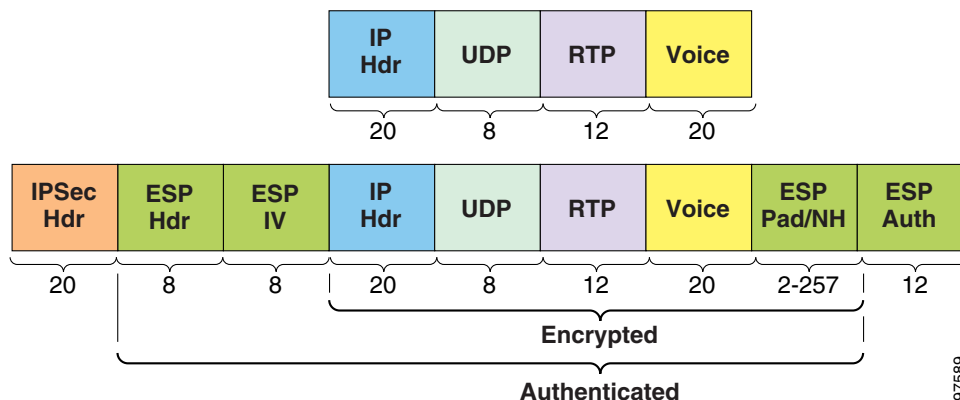 IP Hdr
UDP
RTP
Voice
20
8
12
20
IPSec Hdr
ESP Hdr
ESP IV
IP Hdr
UDP
RTP
Voice
ESP Pad/NH
ESP Auth
20
8
8
20
8
12
20
2-257
12
Encrypted
Authenticated
97589